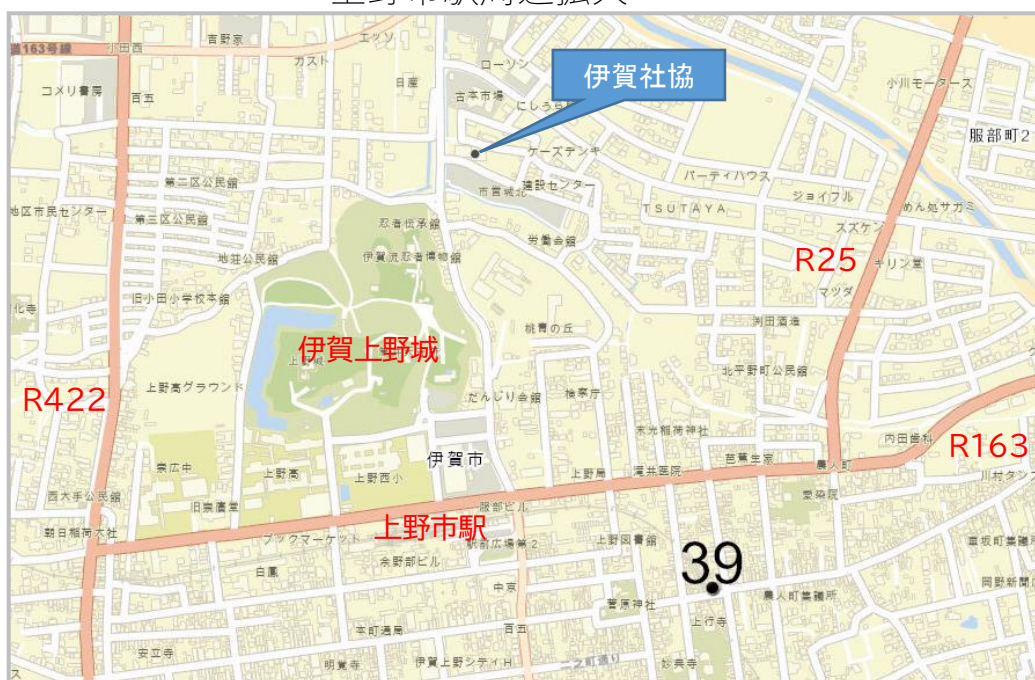 上野市駅周辺拡大
道163号線
小田西
吉野家
エッソ
ガスト
ローソン
コメリ書房
百五
日産
古本市場
伊賀社協
小川モータース
にしろ
服部町2
ケーズデンキ
第二区公民館
市営城北
建設センター
パーティハウス
ジョイフル
地区市民センター
第三区公民館
忍者伝承館
TSUTAYA
めん処サガミ
スズケン
労働会館
地荘公民館
伊賀流忍者博物館
R25
キリン堂
旧小田小学校本館
マツダ
桃青の丘
渕田酒造
伊賀上野城
上野城
上野高グラウンド
北平野町公民館
R422
だんじり会館
検察庁
末光稲荷神社
内田歯科
R163
伊賀市
芭蕉生家
農人町
崇広中
上野高
上野西小
上野局
滝井医院
川村タン
西大手公民館
旧崇廣堂
服部ビル
愛染院
朝日稲荷大社
上野市駅
ブックマーケット
駅前広場第2
上野図書館
車坂町集議所
余野部ビル
39
白鳳
岡野新聞
中京
菅原神社
農人町集議所
上行寺
本町通局
百五
安立寺
明覚寺
伊賀上野シティH
二之町通り
妙典寺